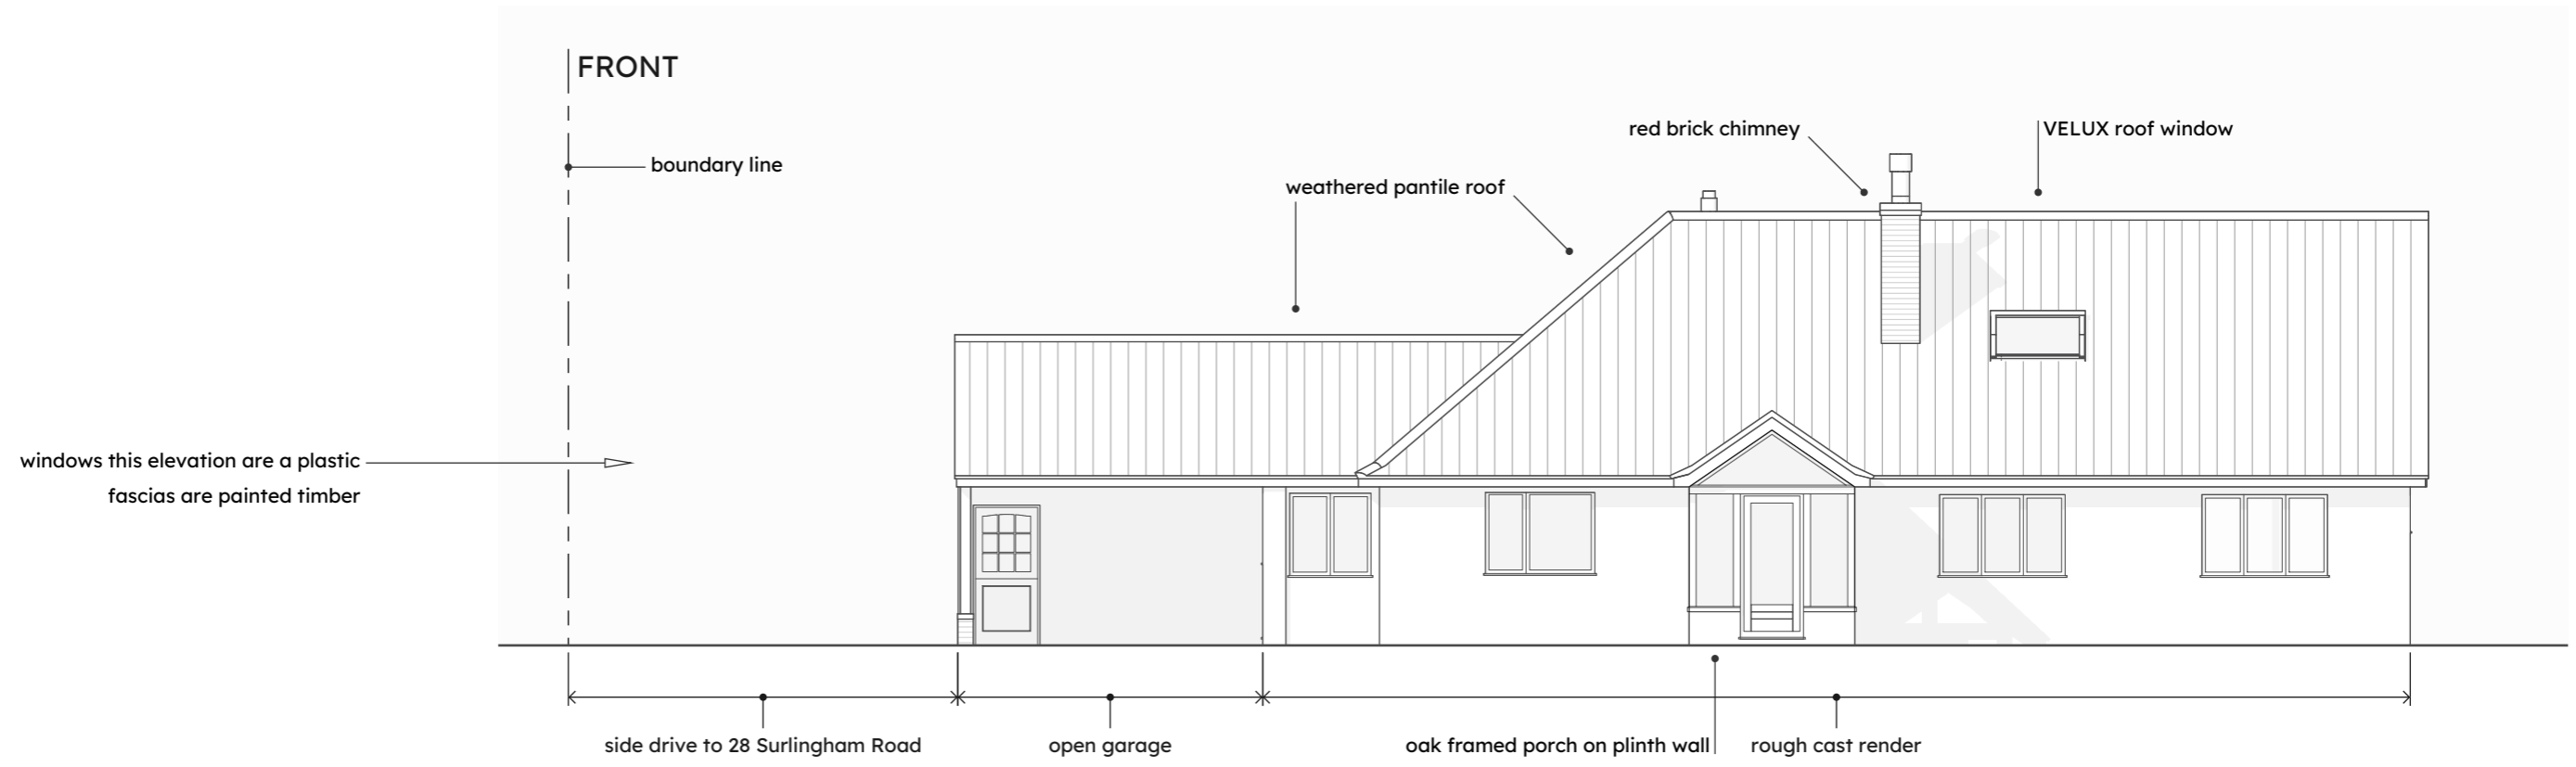 FRONT
boundary line
red brick chimney
VELUX roof window
weathered pantile roof
windows this elevation are a plastic
fascias are painted timber
side drive to 28 Surlingham Road
open garage
oak framed porch on plinth wall
rough cast render